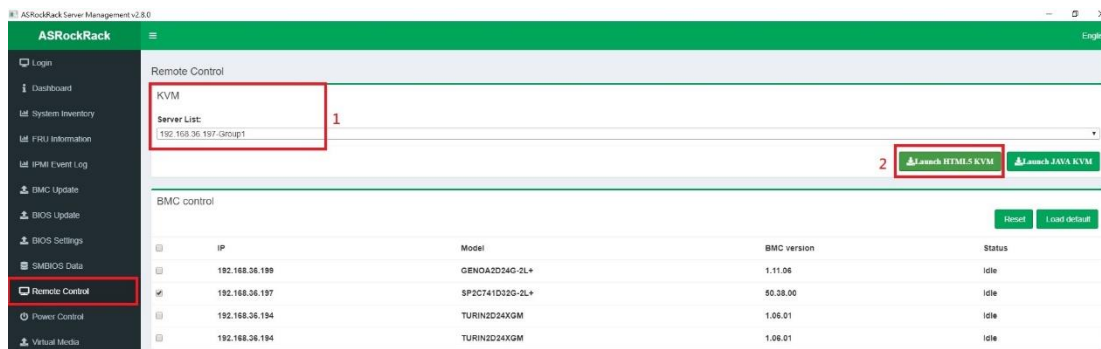 ASRockRack Server Management v2.8.0
ASRockRack
Login
Dashboard
System Inventory
FRU Information
IPMI Event Log
BMC Update
BIOS Update
BIOS Settings
SMBIOS Data
Remote Control
Power Control
Virtual Media
Remote Control
KVM
Server List:
192.168.36.197-Group1
1
2
Launch HTML5 KVM
Launch JAVA KVM
BMC control
Reset
Load default
IP Model BMC version Status
192.168.36.199 GENOA2D24G-2L+ 1.11.06 Idle
192.168.36.197 SP2C741D32G-2L+ 50.38.00 Idle
192.168.36.194 TURIN2D24XGM 1.06.01 Idle
192.168.36.194 TURIN2D24XGM 1.06.01 Idle